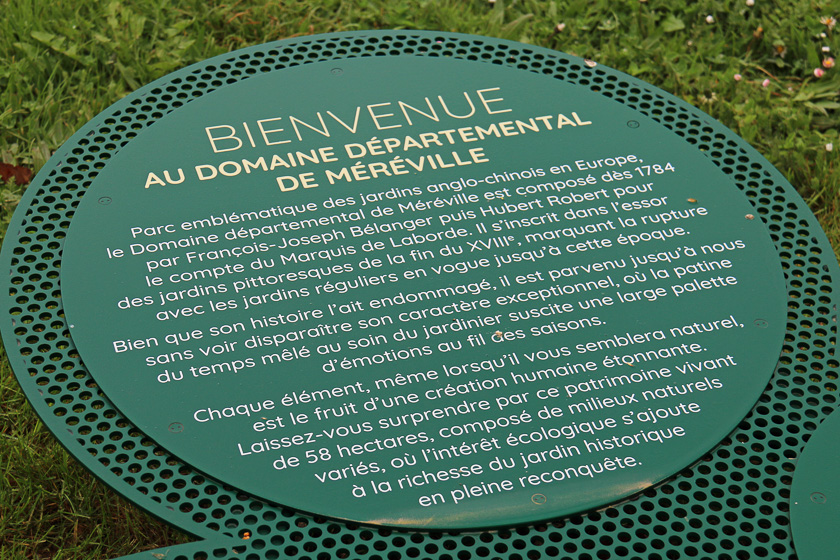 BIENVENUE
AU DOMAINE DÉPARTEMENTAL
DE MÉRÉVILLE
Parc emblématique des jardins anglo-chinois en Europe,
le Domaine départemental de Méréville est composé dès 1784
par François-Joseph Bélanger puis Hubert Robert pour
le compte du Marquis de Laborde. Il s'inscrit dans l'essor
des jardins pittoresques de la fin du XVIIIᵉ, marquant la rupture
avec les jardins réguliers en vogue jusqu'à cette époque.
Bien que son histoire l'ait endommagé, il est parvenu jusqu'à nous
sans voir disparaître son caractère exceptionnel, où la patine
du temps mêlé au soin du jardinier suscite une large palette
d'émotions au fil des saisons.
Chaque élément, même lorsqu'il vous semblera naturel,
est le fruit d'une création humaine étonnante.
Laissez-vous surprendre par ce patrimoine vivant
de 58 hectares, composé de milieux naturels
variés, où l'intérêt écologique s'ajoute
à la richesse du jardin historique
en pleine reconquête.